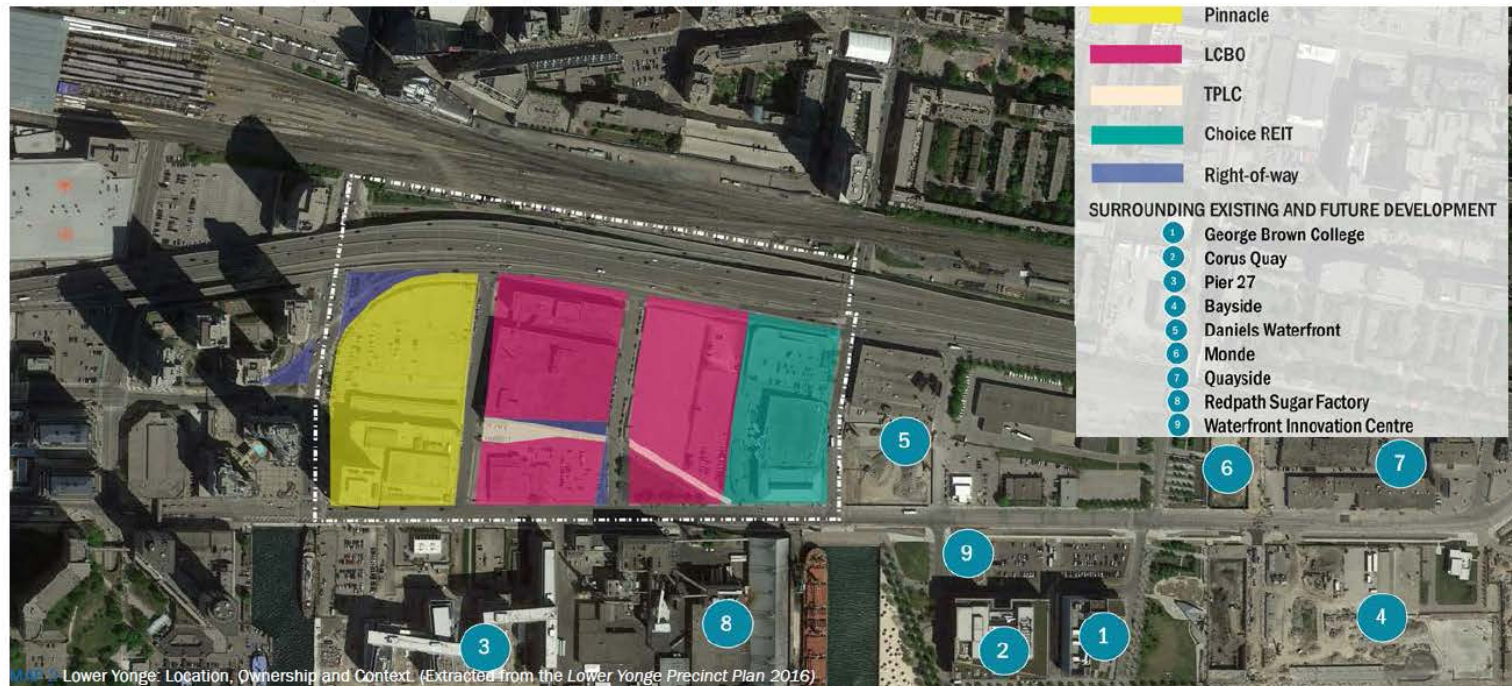 Pinnacle
LCBO
TPLC
Choice REIT
Right-of-way
SURROUNDING EXISTING AND FUTURE DEVELOPMENT
1 George Brown College
2 Corus Quay
3 Pier 27
4 Bayside
5 Daniels Waterfront
6 Monde
7 Quayside
8 Redpath Sugar Factory
9 Waterfront Innovation Centre
5
6
7
9
3
8
2
1
4
Lower Yonge: Location, Ownership and Context. (Extracted from the Lower Yonge Precinct Plan 2016)